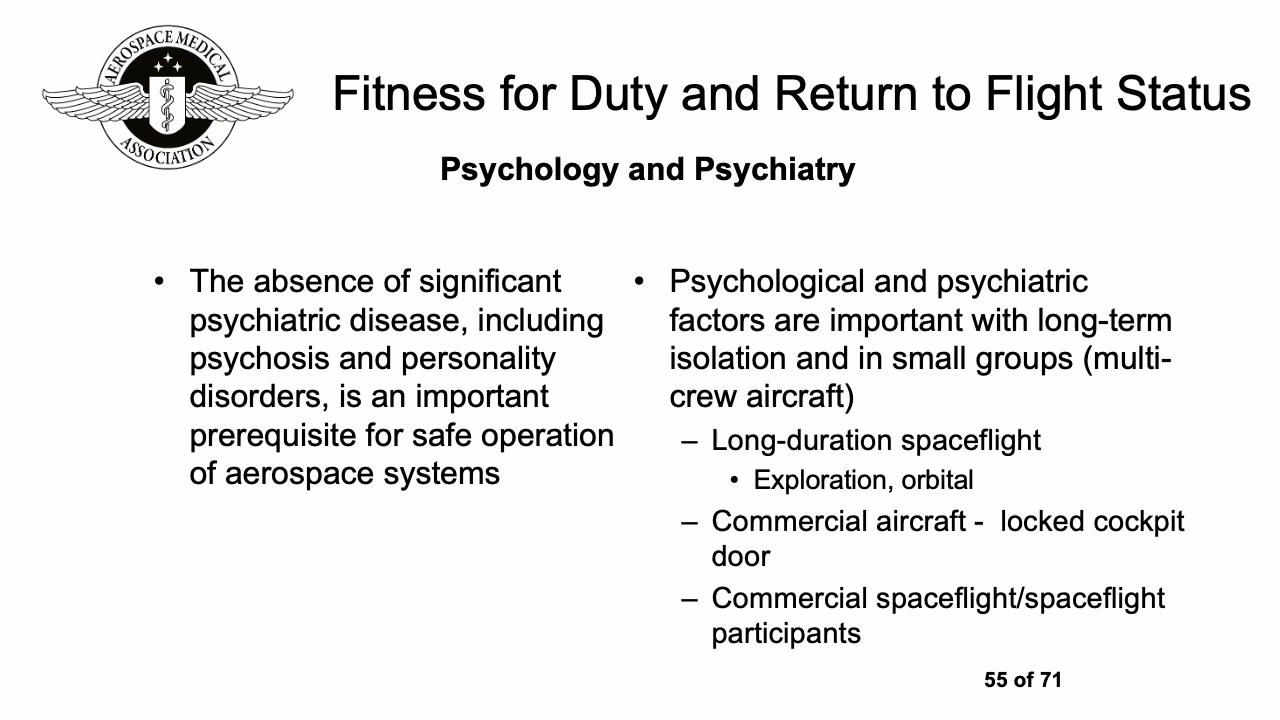 AEROSPACE MEDICAL
ASSOCIATION
Fitness for Duty and Return to Flight Status
Psychology and Psychiatry
• The absence of significant
psychiatric disease, including
psychosis and personality
disorders, is an important
prerequisite for safe operation
of aerospace systems
• Psychological and psychiatric
factors are important with long-term
isolation and in small groups (multi-
crew aircraft)
– Long-duration spaceflight
• Exploration, orbital
– Commercial aircraft -  locked cockpit
door
– Commercial spaceflight/spaceflight
participants
55 of 71